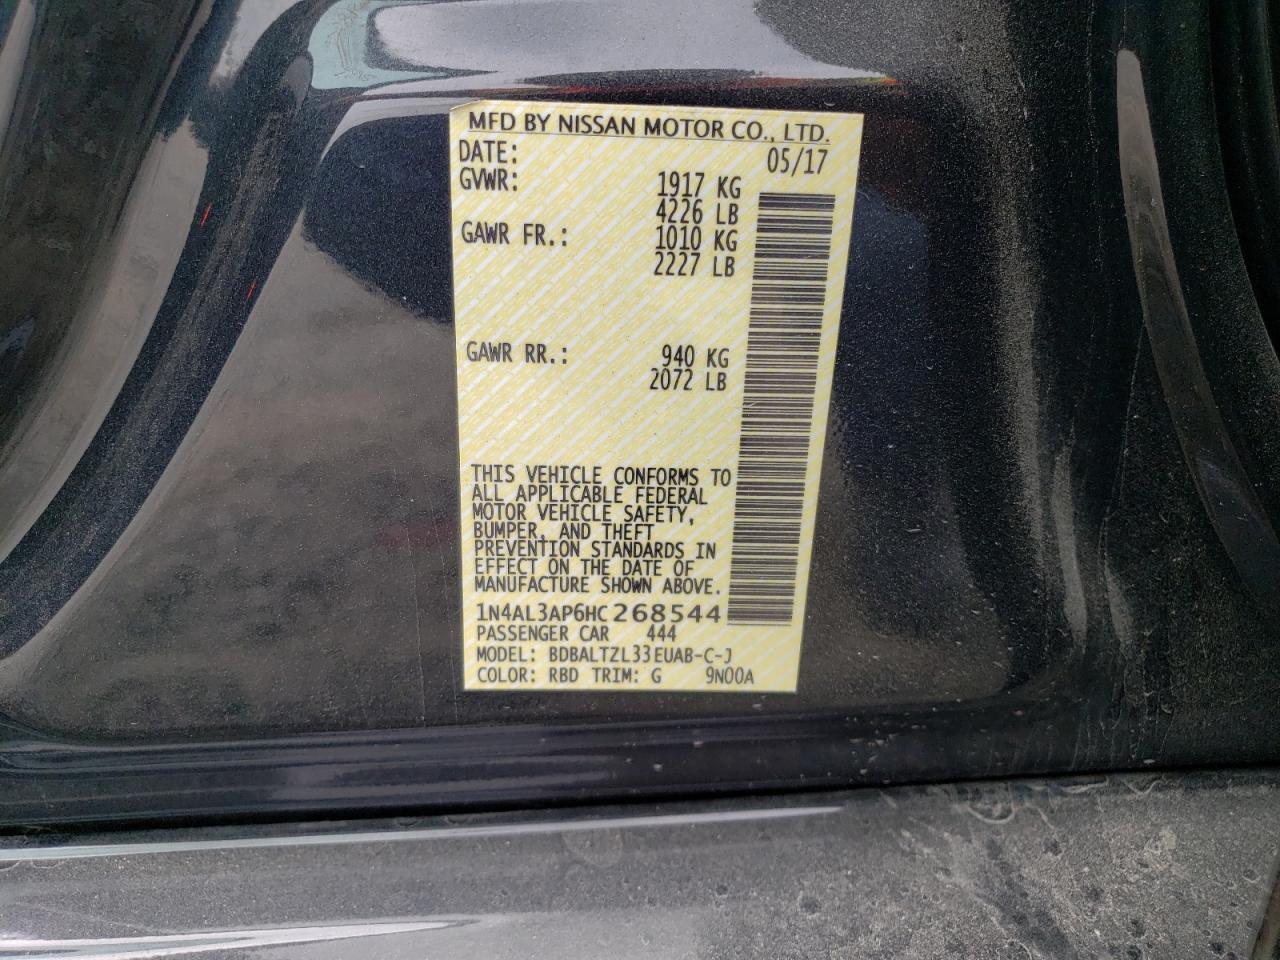 MFD BY NISSAN MOTOR CO., LTD.
DATE: 05/17
GVWR: 1917 KG
4226 LB
GAWR FR.: 1010 KG
2227 LB
GAWR RR.: 940 KG
2072 LB
THIS VEHICLE CONFORMS TO
ALL APPLICABLE FEDERAL
MOTOR VEHICLE SAFETY,
BUMPER, AND THEFT
PREVENTION STANDARDS IN
EFFECT ON THE DATE OF
MANUFACTURE SHOWN ABOVE.
1N4AL3AP6HC268544
PASSENGER CAR 444
MODEL: BDBALTZL33EUAB-C-J
COLOR: RBD TRIM: G 9N00A